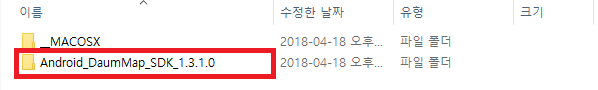 이름 수정한 날짜 유형 크기
__MACOSX 2018-04-18 오후... 파일 폴더
Android_DaumMap_SDK_1.3.1.0 2018-04-18 오후... 파일 폴더